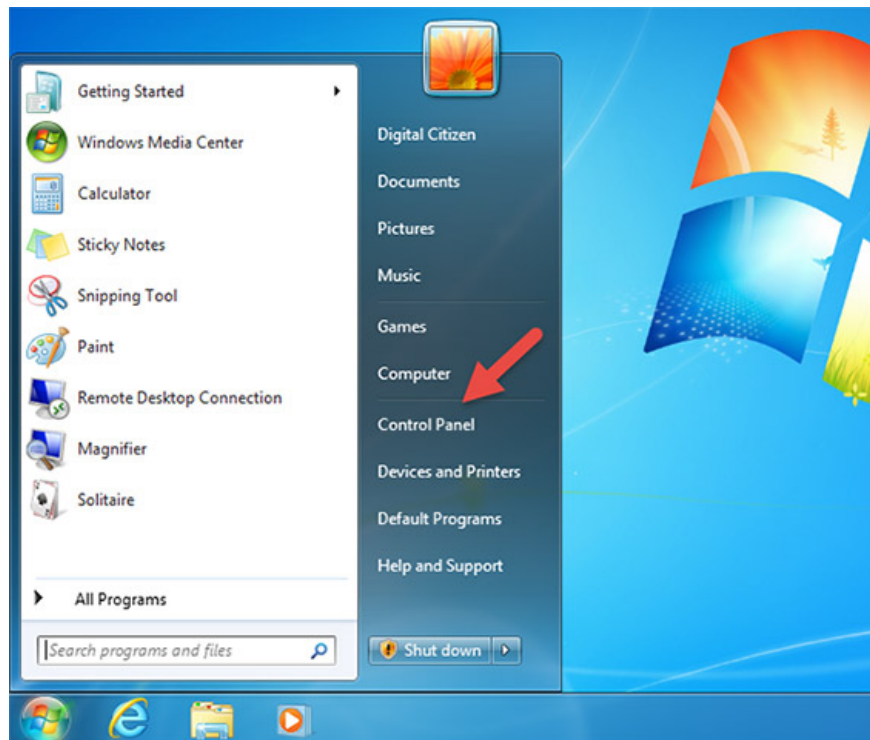 Getting Started
Windows Media Center
Calculator
Sticky Notes
Snipping Tool
Paint
Remote Desktop Connection
Magnifier
Solitaire
All Programs
Search programs and files
Digital Citizen
Documents
Pictures
Music
Games
Computer
Control Panel
Devices and Printers
Default Programs
Help and Support
Shut down